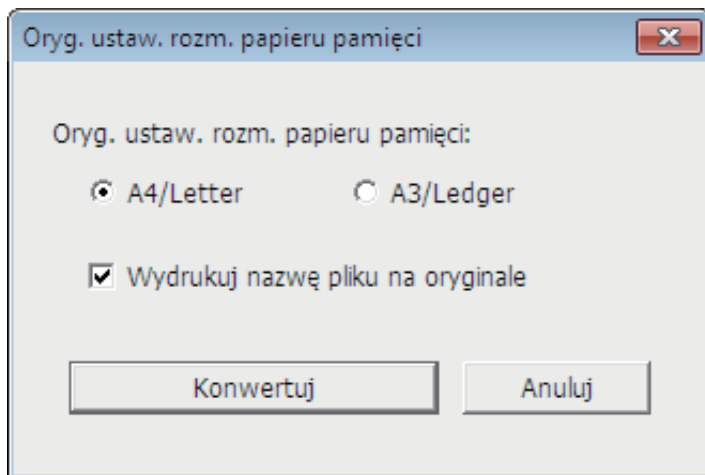 Oryg. ustaw. rozm. papieru pamięci
Oryg. ustaw. rozm. papieru pamięci:
A4/Letter A3/Ledger
Wydrukuj nazwę pliku na oryginale
Konwertuj Anuluj